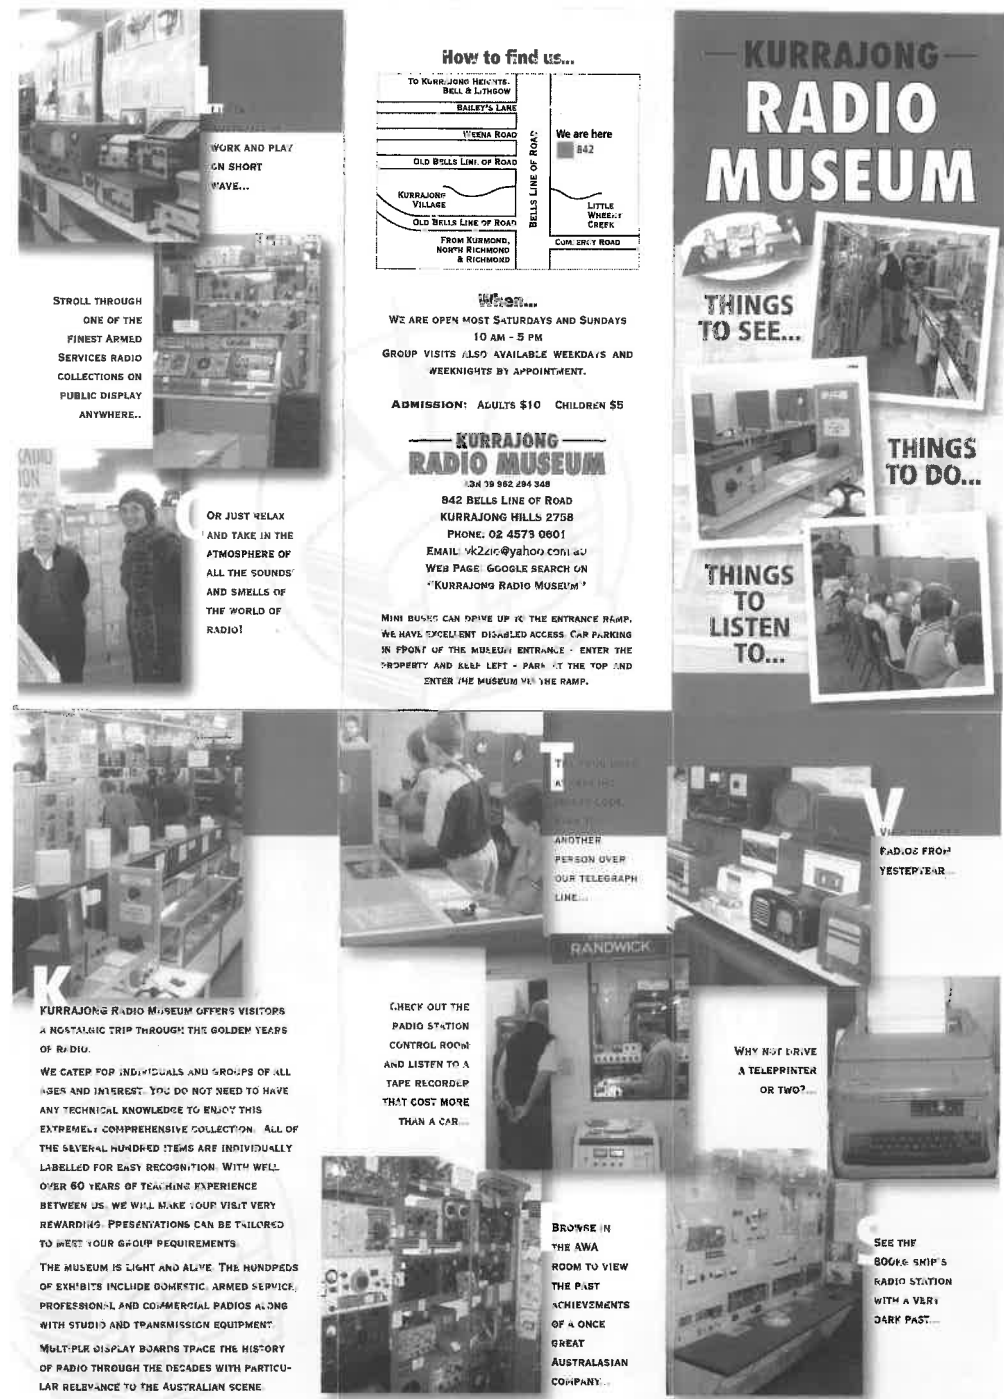 WORK AND PLAY
ON SHORT
WAVE...
STROLL THROUGH
ONE OF THE
FINEST ARMED
SERVICES RADIO
COLLECTIONS ON
PUBLIC DISPLAY
ANYWHERE..
OR JUST RELAX
AND TAKE IN THE
ATMOSPHERE OF
ALL THE SOUNDS
AND SMELLS OF
THE WORLD OF
RADIO!
How to find us...
TO KURRAJONG HEIGHTS,
BELL & LITHGOW
BAILEY'S LANE
WEENA ROAD
OLD BELLS LINE OF ROAD
KURRAJONG
VILLAGE
OLD BELLS LINE OF ROAD
FROM KURMOND,
NORTH RICHMOND
& RICHMOND
BELLS LINE OF ROAD
We are here
842
LITTLE
WHEENY
CREEK
COMLEROY ROAD
When...
WE ARE OPEN MOST SATURDAYS AND SUNDAYS
10 AM - 5 PM
GROUP VISITS ALSO AVAILABLE WEEKDAYS AND
WEEKNIGHTS BY APPOINTMENT.
ADMISSION: ADULTS $10 CHILDREN $5
KURRAJONG
RADIO MUSEUM
842 BELLS LINE OF ROAD
KURRAJONG HILLS 2758
PHONE: 02 4573 0601
EMAIL: vk2zio@yahoo.com.au
WEB PAGE: GOOGLE SEARCH ON
"KURRAJONG RADIO MUSEUM"
MINI BUSES CAN DRIVE UP TO THE ENTRANCE RAMP.
WE HAVE EXCELLENT DISABLED ACCESS. CAR PARKING
IN FRONT OF THE MUSEUM ENTRANCE - ENTER THE
PROPERTY AND KEEP LEFT - PARK AT THE TOP AND
ENTER THE MUSEUM VIA THE RAMP.
KURRAJONG
RADIO
MUSEUM
THINGS
TO SEE...
THINGS
TO DO...
THINGS
TO
LISTEN
TO...
KURRAJONG RADIO MUSEUM OFFERS VISITORS
A NOSTALGIC TRIP THROUGH THE GOLDEN YEARS
OF RADIO.
WE CATER FOR INDIVIDUALS AND GROUPS OF ALL
AGES AND INTEREST. YOU DO NOT NEED TO HAVE
ANY TECHNICAL KNOWLEDGE TO ENJOY THIS
EXTREMELY COMPREHENSIVE COLLECTION. ALL OF
THE SEVERAL HUNDRED ITEMS ARE INDIVIDUALLY
LABELLED FOR EASY RECOGNITION. WITH WELL
OVER 60 YEARS OF TEACHING EXPERIENCE
BETWEEN US, WE WILL MAKE YOUR VISIT VERY
REWARDING. PRESENTATIONS CAN BE TAILORED
TO MEET YOUR GROUP REQUIREMENTS.
THE MUSEUM IS LIGHT AND ALIVE. THE HUNDREDS
OF EXHIBITS INCLUDE DOMESTIC, ARMED SERVICE,
PROFESSIONAL AND COMMERCIAL RADIOS ALONG
WITH STUDIO AND TRANSMISSION EQUIPMENT.
MULTIPLE DISPLAY BOARDS TRACE THE HISTORY
OF RADIO THROUGH THE DECADES WITH PARTICU-
LAR RELEVANCE TO THE AUSTRALIAN SCENE.
ANOTHER
PERSON OVER
OUR TELEGRAPH
LINE...
RANDWICK
CHECK OUT THE
RADIO STATION
CONTROL ROOM
AND LISTEN TO A
TAPE RECORDER
THAT COST MORE
THAN A CAR...
BROWSE IN
THE AWA
ROOM TO VIEW
THE PAST
ACHIEVEMENTS
OF A ONCE
GREAT
AUSTRALASIAN
COMPANY...
RADIOS FROM
YESTERYEAR...
WHY NOT DRIVE
A TELEPRINTER
OR TWO?...
SEE THE
800KG SHIP'S
RADIO STATION
WITH A VERY
DARK PAST...